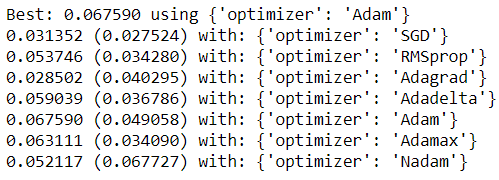 Best: 0.067590 using {'optimizer': 'Adam'}
0.031352 (0.027524) with: {'optimizer': 'SGD'}
0.053746 (0.034280) with: {'optimizer': 'RMSprop'}
0.028502 (0.040295) with: {'optimizer': 'Adagrad'}
0.059039 (0.036786) with: {'optimizer': 'Adadelta'}
0.067590 (0.049058) with: {'optimizer': 'Adam'}
0.063111 (0.034090) with: {'optimizer': 'Adamax'}
0.052117 (0.067727) with: {'optimizer': 'Nadam'}